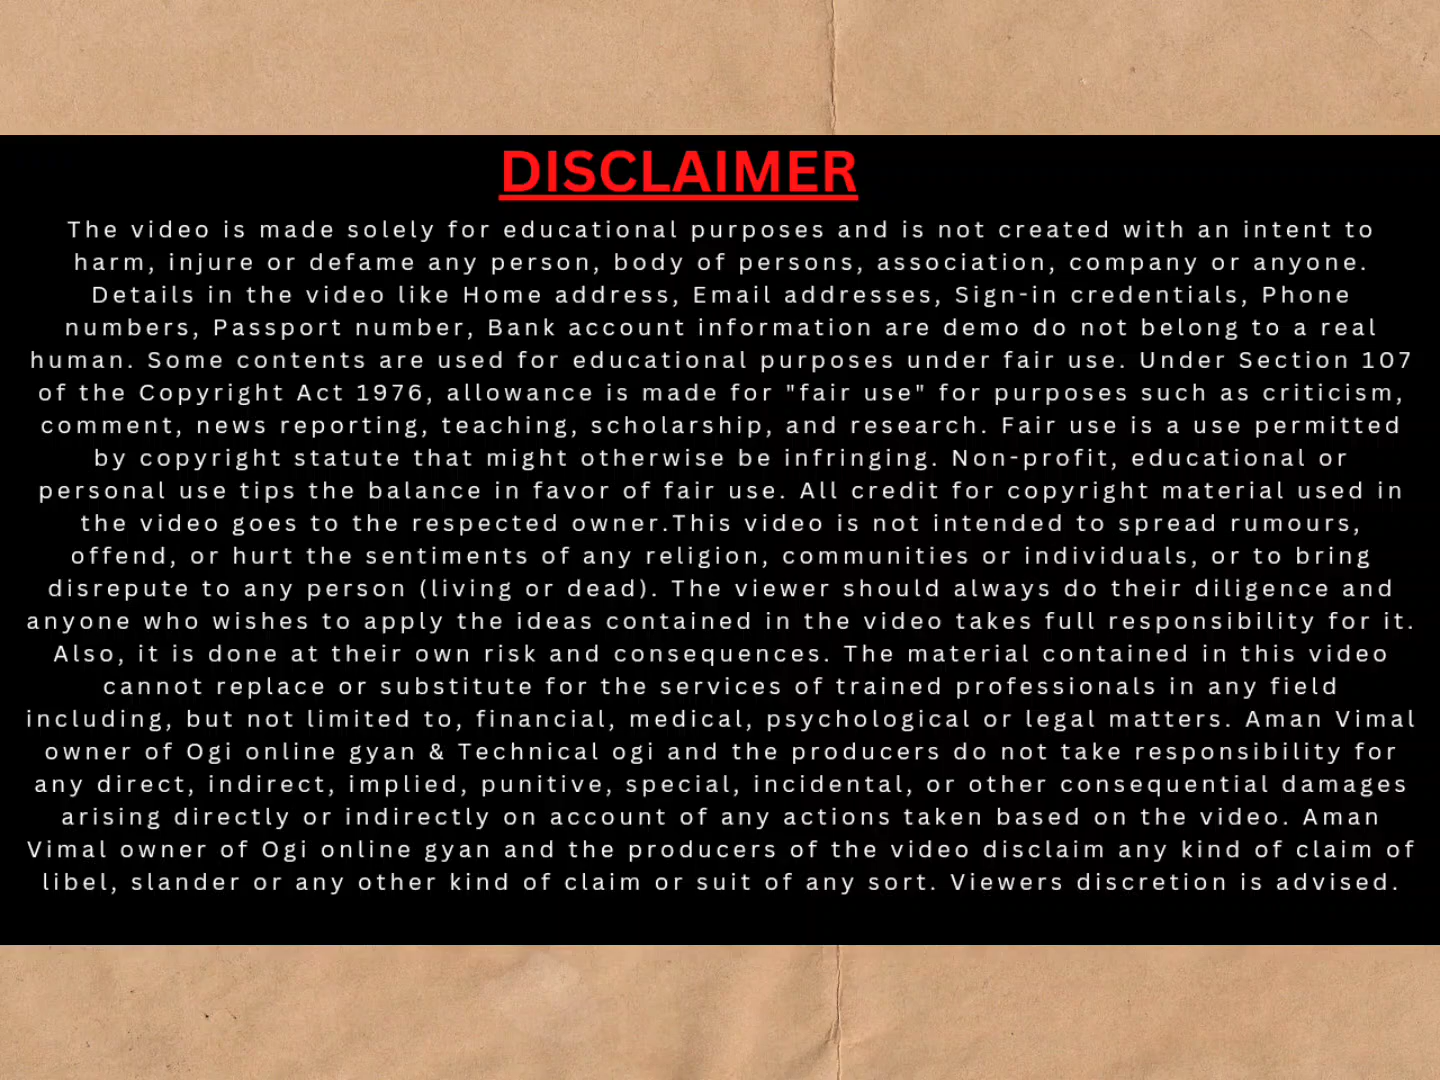 DISCLAIMER
The video is made solely for educational purposes and is not created with an intent to
harm, injure or defame any person, body of persons, association, company or anyone.
Details in the video like Home address, Email addresses, Sign-in credentials, Phone
numbers, Passport number, Bank account information are demo do not belong to a real
human. Some contents are used for educational purposes under fair use. Under Section 107
of the Copyright Act 1976, allowance is made for "fair use" for purposes such as criticism,
comment, news reporting, teaching, scholarship, and research. Fair use is a use permitted
by copyright statute that might otherwise be infringing. Non-profit, educational or
personal use tips the balance in favor of fair use. All credit for copyright material used in
the video goes to the respected owner.This video is not intended to spread rumours,
offend, or hurt the sentiments of any religion, communities or individuals, or to bring
disrepute to any person (living or dead). The viewer should always do their diligence and
anyone who wishes to apply the ideas contained in the video takes full responsibility for it.
Also, it is done at their own risk and consequences. The material contained in this video
cannot replace or substitute for the services of trained professionals in any field
including, but not limited to, financial, medical, psychological or legal matters. Aman Vimal
owner of Ogi online gyan & Technical ogi and the producers do not take responsibility for
any direct, indirect, implied, punitive, special, incidental, or other consequential damages
arising directly or indirectly on account of any actions taken based on the video. Aman
Vimal owner of Ogi online gyan and the producers of the video disclaim any kind of claim of
libel, slander or any other kind of claim or suit of any sort. Viewers discretion is advised.